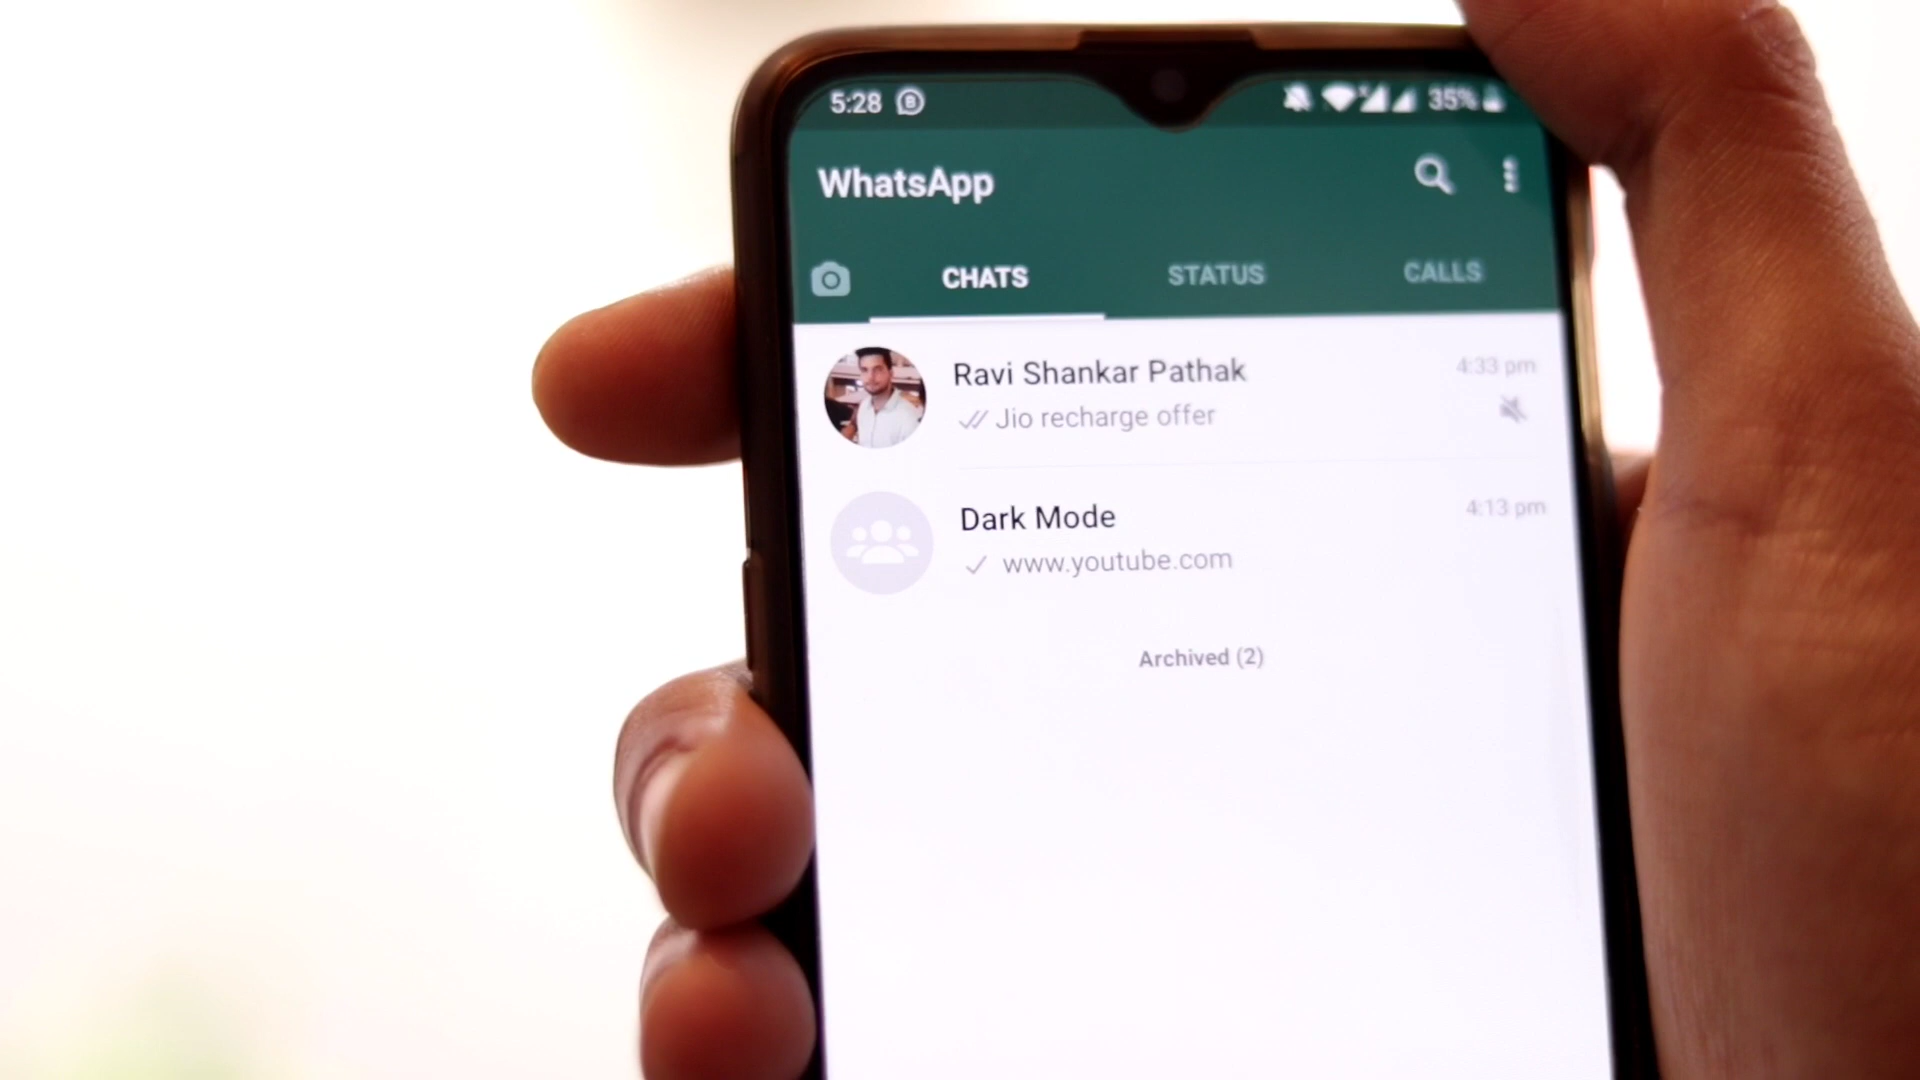 5:28 35%
WhatsApp
CHATS STATUS CALLS
Ravi Shankar Pathak 4:33 pm
Jio recharge offer
Dark Mode 4:13 pm
www.youtube.com
Archived (2)